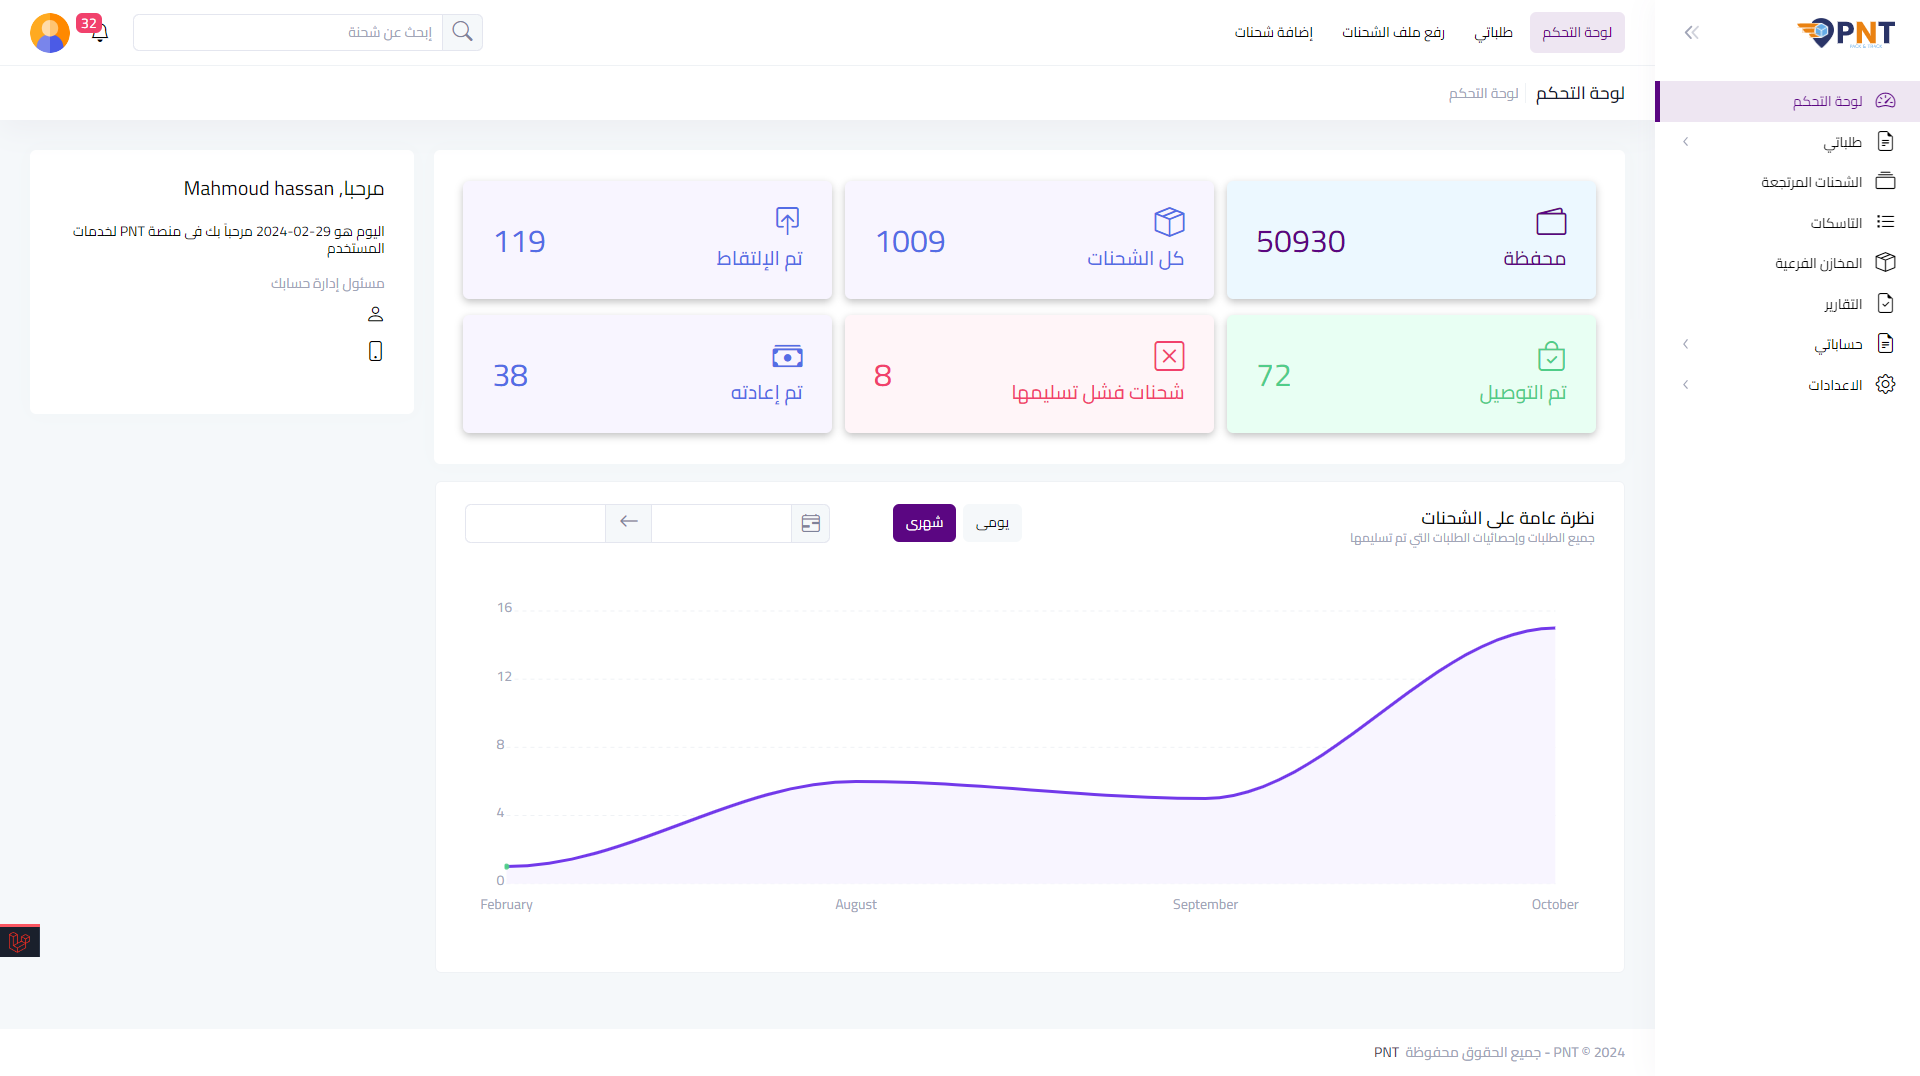 PNT
PACK & TRACK
لوحة التحكم
طلباتي
رفع ملف الشحنات
إضافة شحنات
إبحث عن شحنة
32
لوحة التحكم
طلباتي
الشحنات المرتجعة
التاسكات
المخازن الفرعية
التقارير
حساباتي
الاعدادات
لوحة التحكم
لوحة التحكم
50930
محفظة
1009
كل الشحنات
119
تم الإلتقاط
72
تم التوصيل
8
شحنات فشل تسليمها
38
تم إعادته
مرحبا, Mahmoud hassan
اليوم هو 29-02-2024 مرحباً بك فى منصة PNT لخدمات
المستخدم
مسئول إدارة حسابك
نظرة عامة على الشحنات
جميع الطلبات وإحصائيات الطلبات التي تم تسليمها
يومى
شهرى
16
12
8
4
0
February
August
September
October
2024 © PNT - جميع الحقوق محفوظة PNT